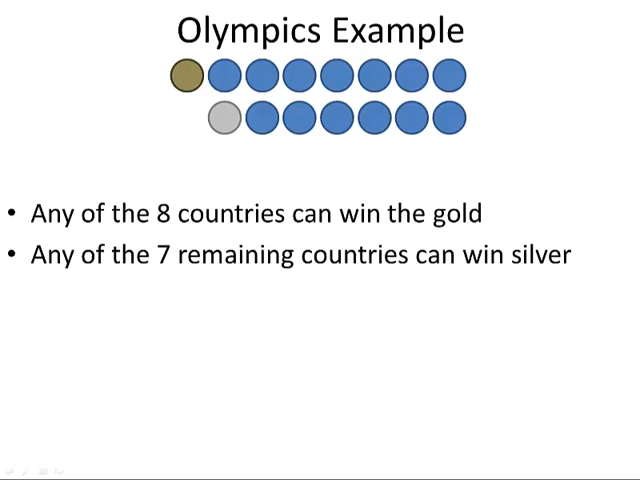 Olympics Example
• Any of the 8 countries can win the gold
• Any of the 7 remaining countries can win silver